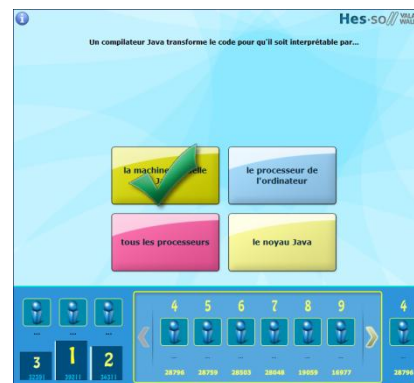 Hes·so// VALAIS
WALLIS
Un compilateur Java transforme le code pour qu'il soit interprétable par...
la machine
le processeur de
l'ordinateur
tous les processeurs
le noyau Java
4 5 6 7 8 9 4
... ... ...
3 1 2
... ... ... ... ... ...
28796 28759 28503 28048 19059 16977 28796